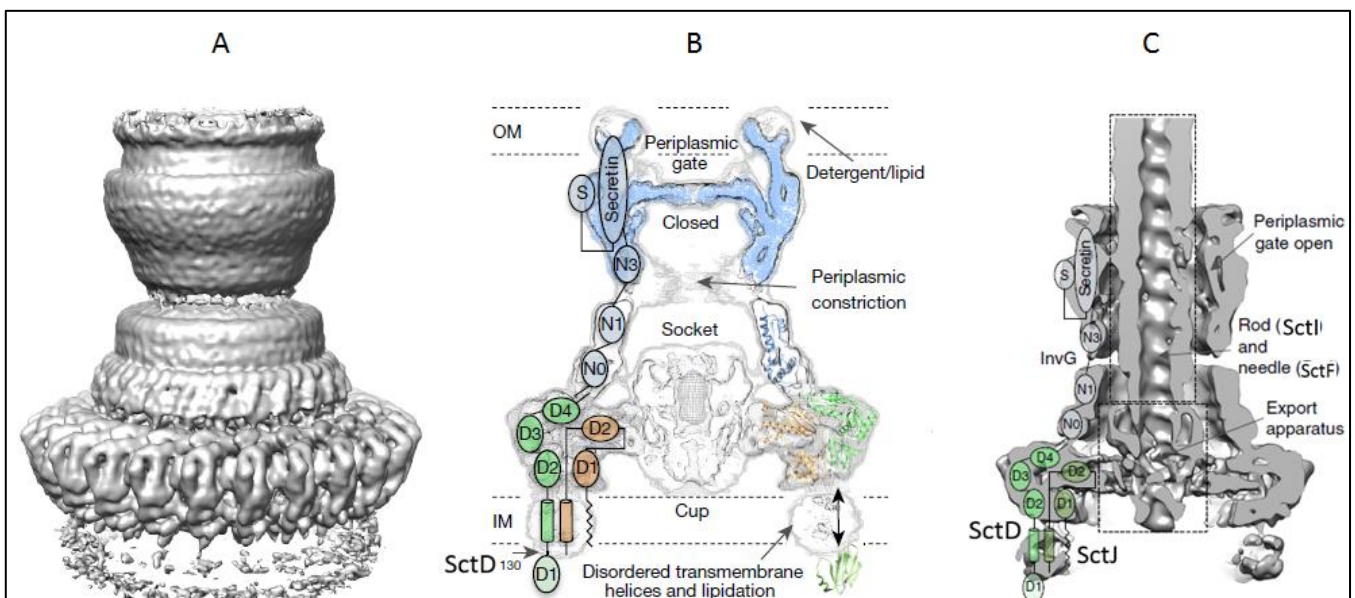 A
B
C
OM
Periplasmic
gate
Detergent/lipid
S
Secretin
Closed
N3
Periplasmic
constriction
N1
Socket
N0
D4
D3
D2
D2
D1
IM
Cup
SctD 130
D1
Disordered transmembrane
helices and lipidation
Periplasmic
gate open
S
Secretin
N3
InvG
Rod (SctI)
and
needle (SctF)
N1
N0
Export
apparatus
D4
D3
D2
D2
D1
SctD
SctJ
D1